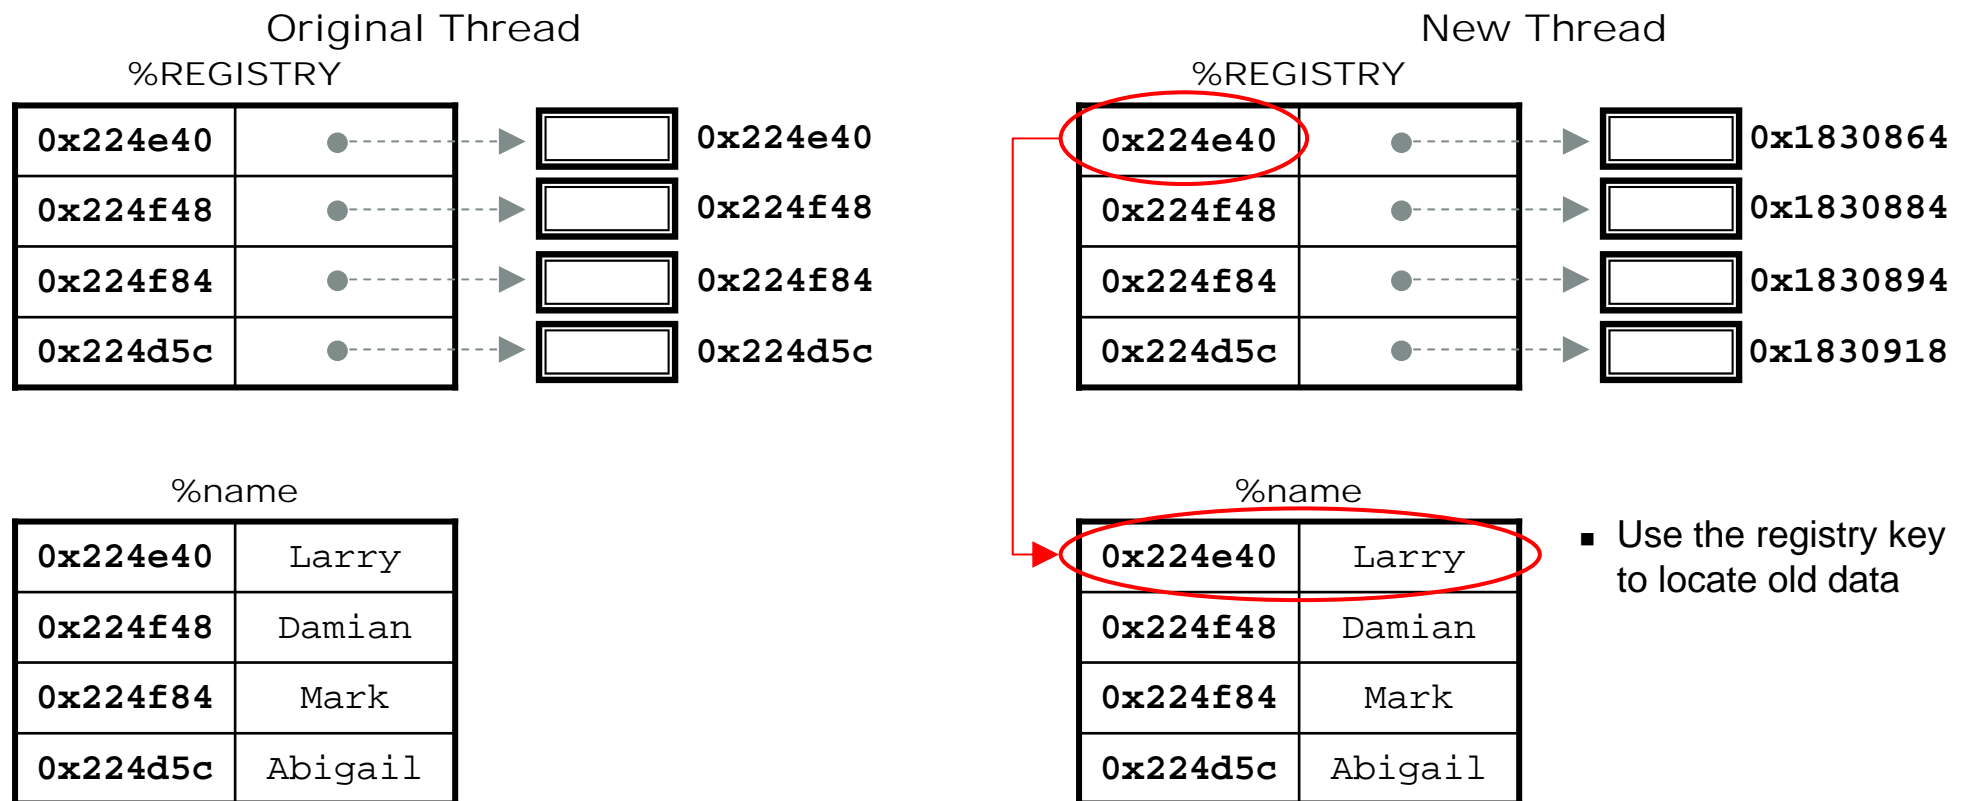 Original Thread
%REGISTRY
0x224e40 0x224e40
0x224f48 0x224f48
0x224f84 0x224f84
0x224d5c 0x224d5c
%name
0x224e40 Larry
0x224f48 Damian
0x224f84 Mark
0x224d5c Abigail
New Thread
%REGISTRY
0x224e40 0x1830864
0x224f48 0x1830884
0x224f84 0x1830894
0x224d5c 0x1830918
%name
0x224e40 Larry
0x224f48 Damian
0x224f84 Mark
0x224d5c Abigail
▪ Use the registry key
to locate old data